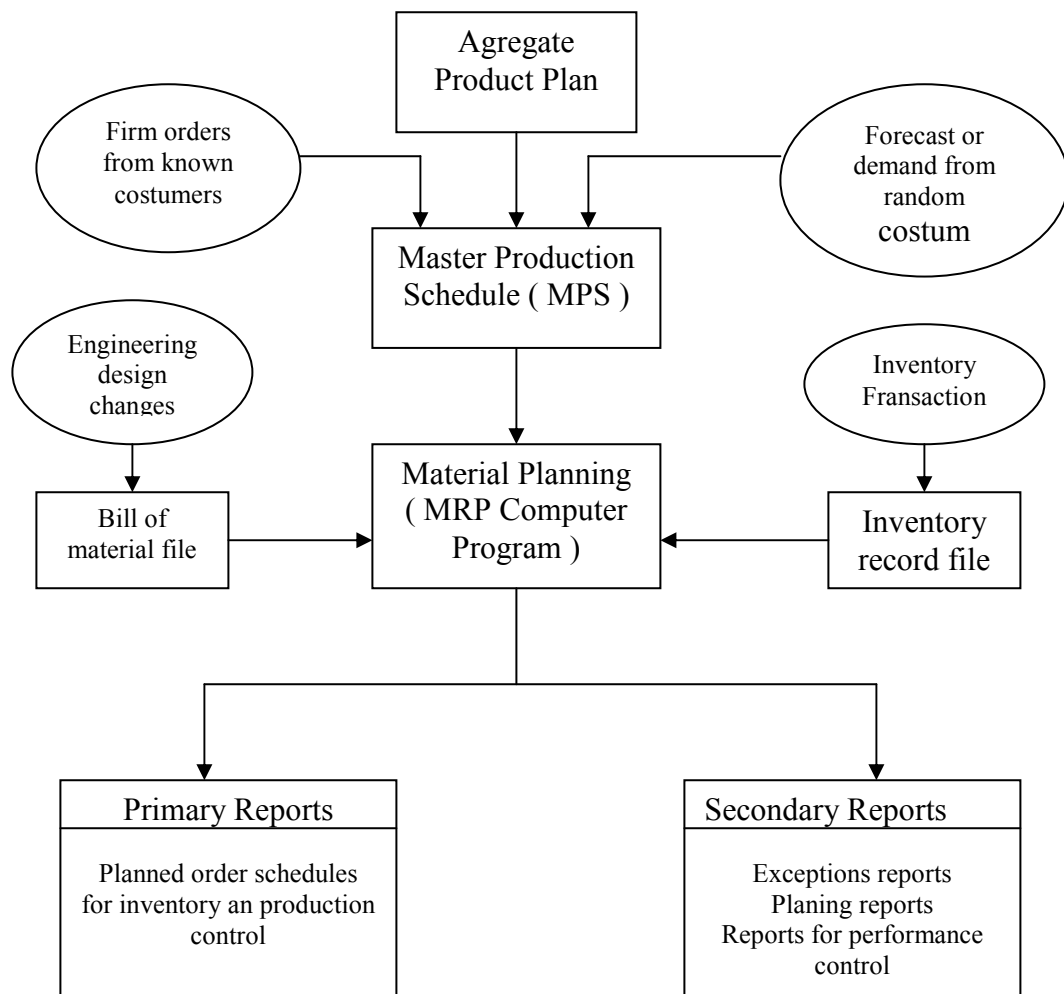 Agregate
Product Plan
Firm orders
from known
costumers
Forecast or
demand from
random
costum
Master Production
Schedule ( MPS )
Engineering
design
changes
Inventory
Fransaction
Bill of
material file
Material Planning
( MRP Computer
Program )
Inventory
record file
Primary Reports
Planned order schedules
for inventory an production
control
Secondary Reports
Exceptions reports
Planing reports
Reports for performance
control